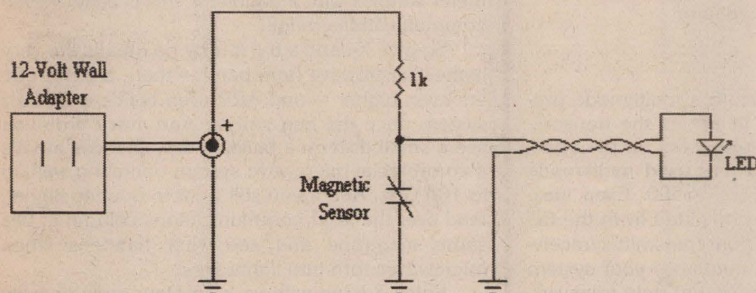 12-Volt Wall
Adapter
+
1k
Magnetic
Sensor
LED